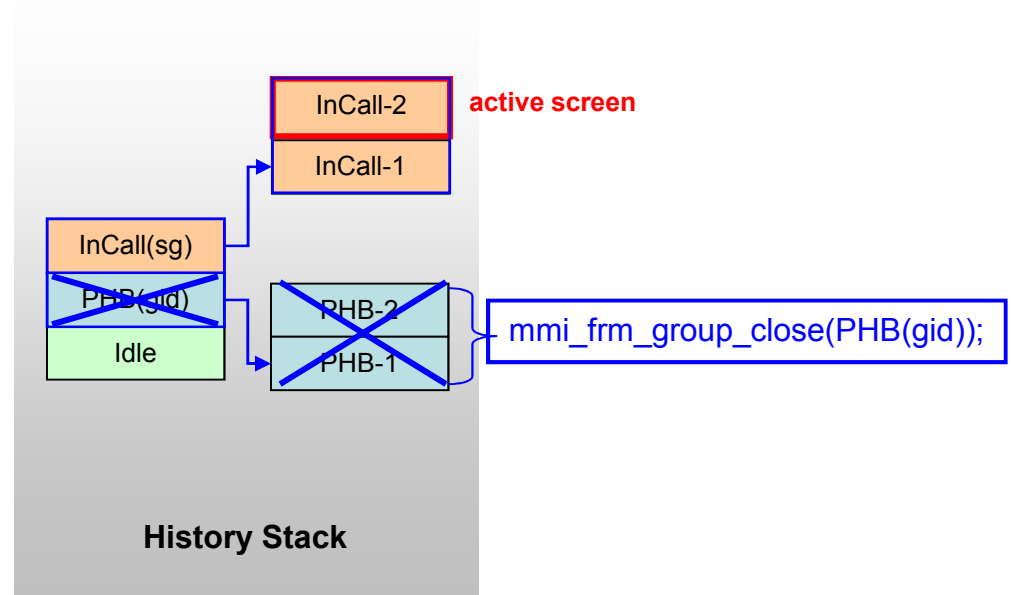 InCall-2
active screen
InCall-1
InCall(sg)
PHB(gid)
Idle
PHB-2
PHB-1
mmi_frm_group_close(PHB(gid));
History Stack